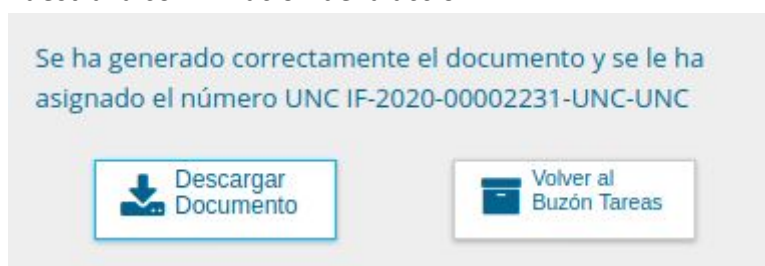 Se ha generado correctamente el documento y se le ha
asignado el número UNC IF-2020-00002231-UNC-UNC
Descargar
Documento
Volver al
Buzón Tareas